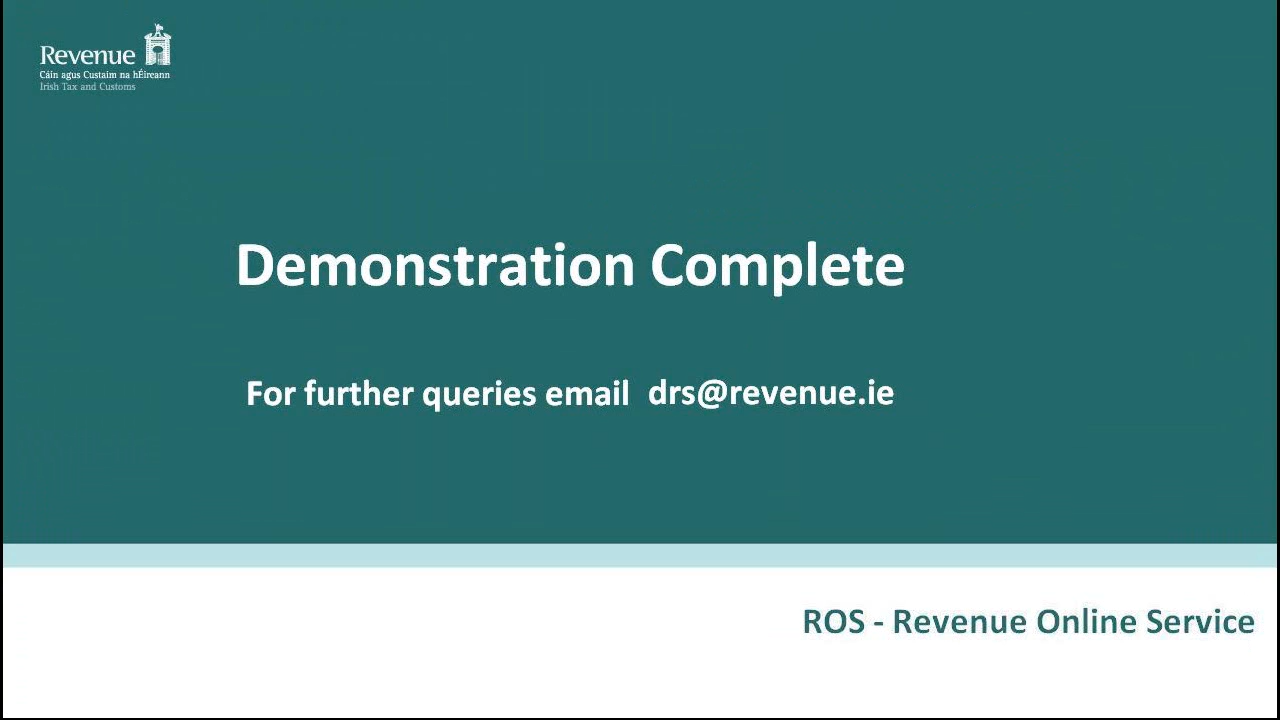 Revenue
Cáin agus Custaim na hÉireann
Irish Tax and Customs
Demonstration Complete
For further queries email drs@revenue.ie
ROS - Revenue Online Service